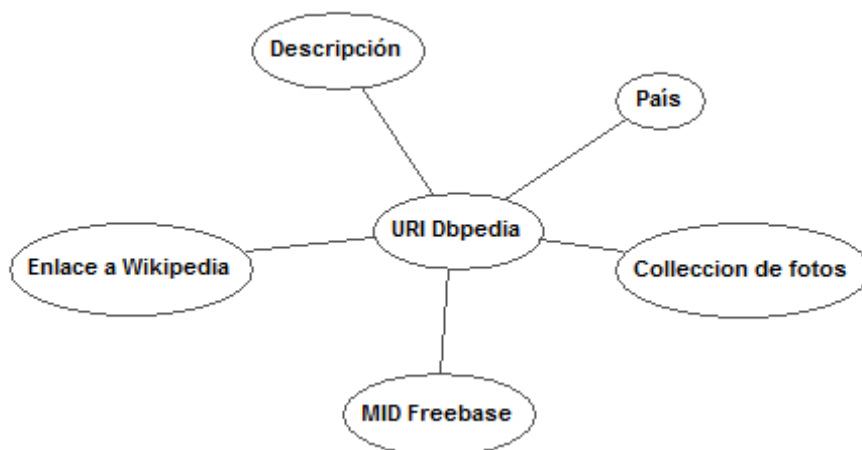 Descripción
País
URI Dbpedia
Enlace a Wikipedia
Colleccion de fotos
MID Freebase